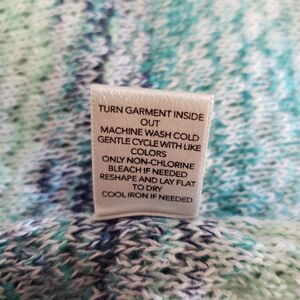 TURN GARMENT INSIDE
OUT
MACHINE WASH COLD
GENTLE CYCLE WITH LIKE
COLORS
ONLY NON-CHLORINE
BLEACH IF NEEDED
RESHAPE AND LAY FLAT
TO DRY
COOL IRON IF NEEDED